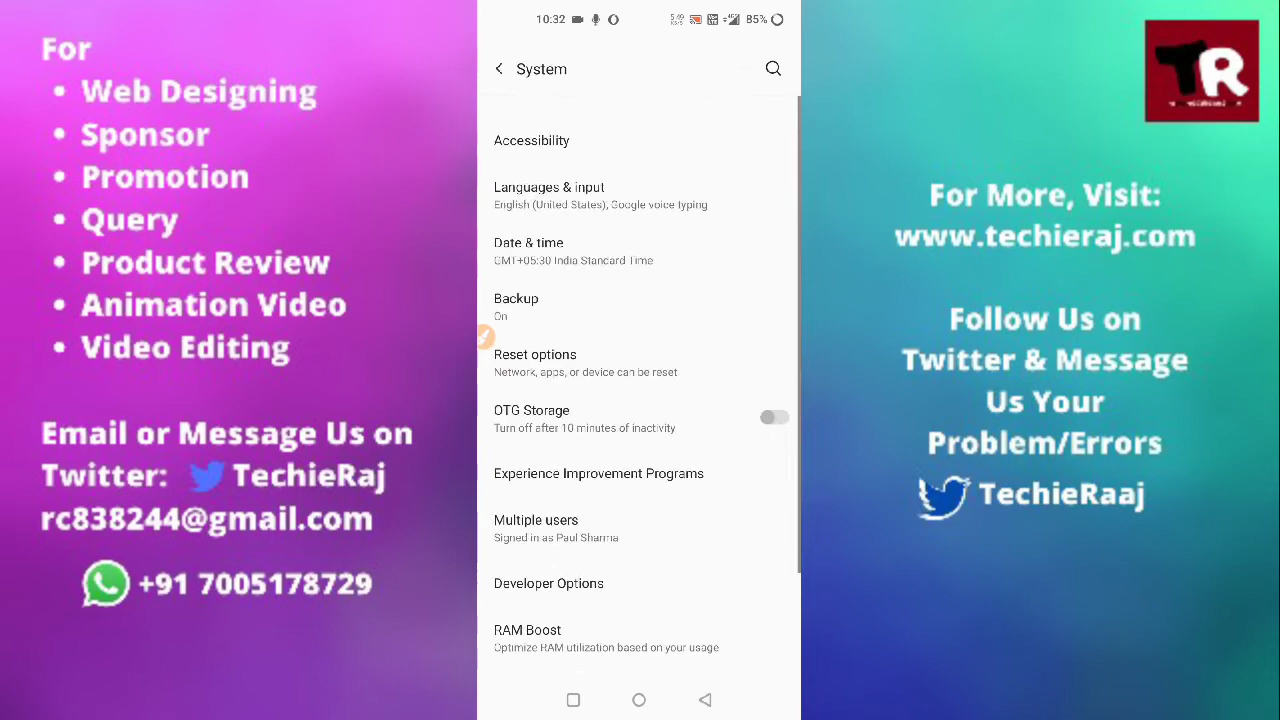 For
• Web Designing
• Sponsor
• Promotion
• Query
• Product Review
• Animation Video
• Video Editing
Email or Message Us on
Twitter: TechieRaj
rc838244@gmail.com
+91 7005178729
10:32
85%
System
Accessibility
Languages & input
English (United States), Google voice typing
Date & time
GMT+05:30 India Standard Time
Backup
On
Reset options
Network, apps, or device can be reset
OTG Storage
Turn off after 10 minutes of inactivity
Experience Improvement Programs
Multiple users
Signed in as Paul Sharma
Developer Options
RAM Boost
Optimize RAM utilization based on your usage
TR
For More, Visit:
www.techieraj.com
Follow Us on
Twitter & Message
Us Your
Problem/Errors
TechieRaaj